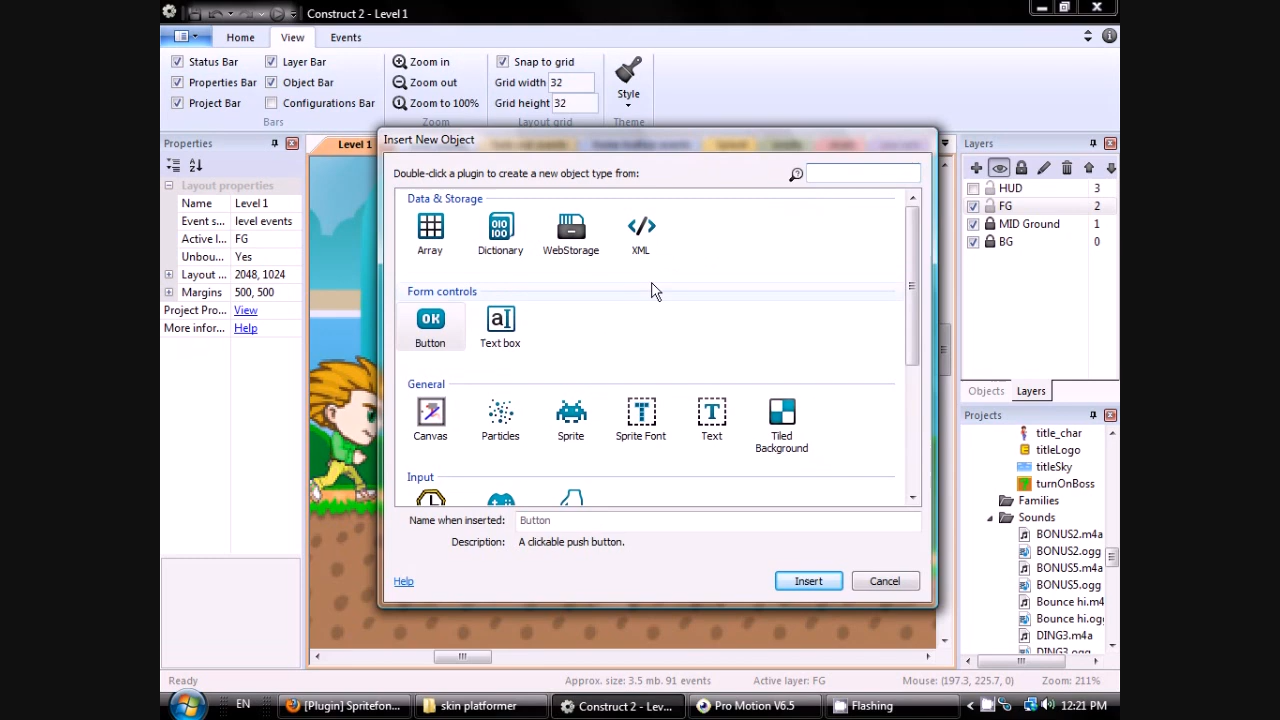 Construct 2 - Level 1
Home View Events
Status Bar Layer Bar Zoom in Snap to grid
Properties Bar Object Bar Zoom out Grid width 32 Style
Project Bar Configurations Bar Zoom to 100% Grid height 32
Bars Zoom Layout grid Theme
Properties
Layout properties
Name Level 1
Event s... level events
Active l... FG
Unbou... Yes
Layout ... 2048, 1024
Margins 500, 500
Project Pro... View
More infor... Help
Level 1
Insert New Object
Double-click a plugin to create a new object type from:
Data & Storage
Array Dictionary WebStorage XML
Form controls
OK aI
Button Text box
General
Canvas Particles Sprite Sprite Font Text Tiled Background
Input
Name when inserted: Button
Description: A clickable push button.
Help Insert Cancel
Layers
HUD 3
FG 2
MID Ground 1
BG 0
Objects Layers
Projects
title_char
titleLogo
titleSky
turnOnBoss
Families
Sounds
BONUS2.m4a
BONUS2.ogg
BONUS5.m4a
BONUS5.ogg
Bounce hi.m4
Bounce hi.og
DING3.m4a
DING3.ogg
Ready Approx. size: 3.5 mb. 91 events Active layer: FG Mouse: (197.3, 225.7, 0) Zoom: 211%
EN [Plugin] Spritefon... skin platformer Construct 2 - Lev... Pro Motion V6.5 Flashing 12:21 PM